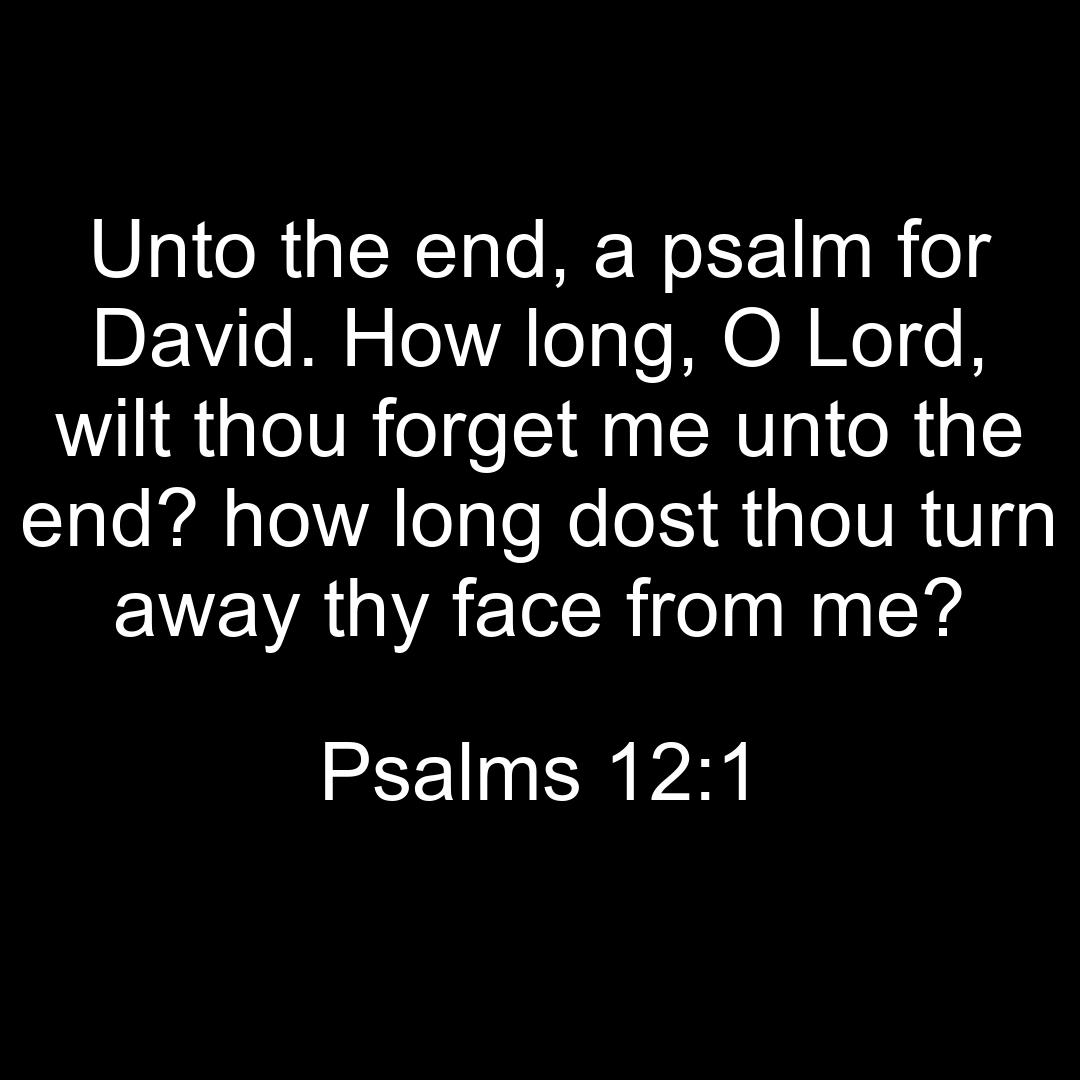 Unto the end, a psalm for
David. How long, O Lord,
wilt thou forget me unto the
end? how long dost thou turn
away thy face from me?
Psalms 12:1